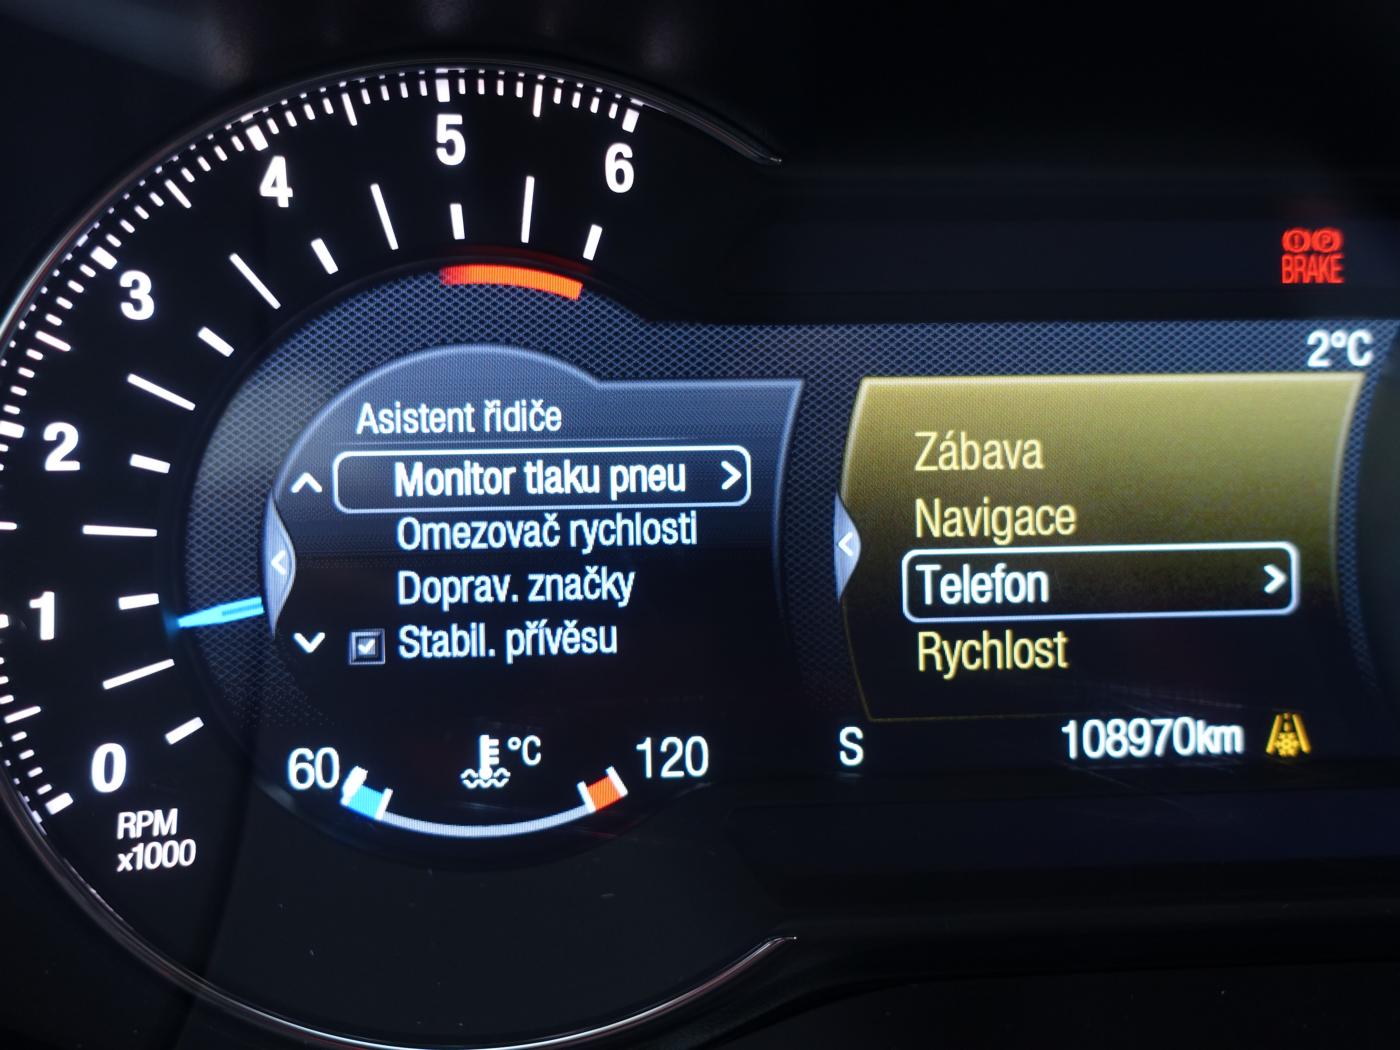 6
5
4
3
2
1
0
RPM
x1000
BRAKE
2°C
Asistent řidiče
Monitor tlaku pneu
Omezovač rychlosti
Doprav. značky
Stabil. přívěsu
Zábava
Navigace
Telefon
Rychlost
60
°C
120
S
108970km